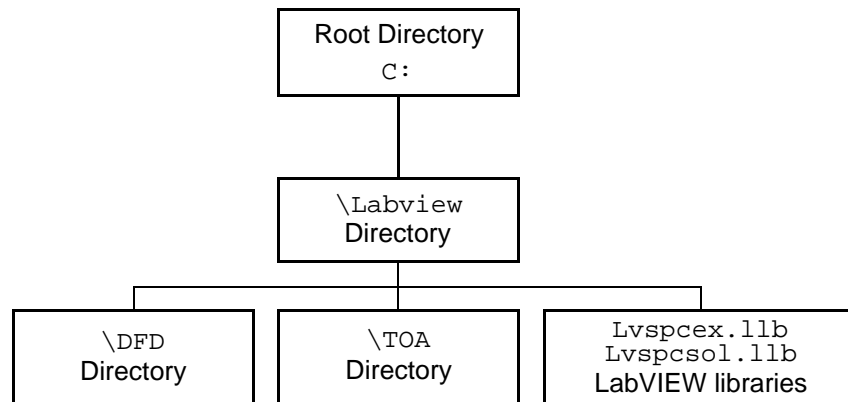 Root Directory
C:
\Labview
Directory
\DFD
Directory
\TOA
Directory
Lvspcex.llb
Lvspcsol.llb
LabVIEW libraries